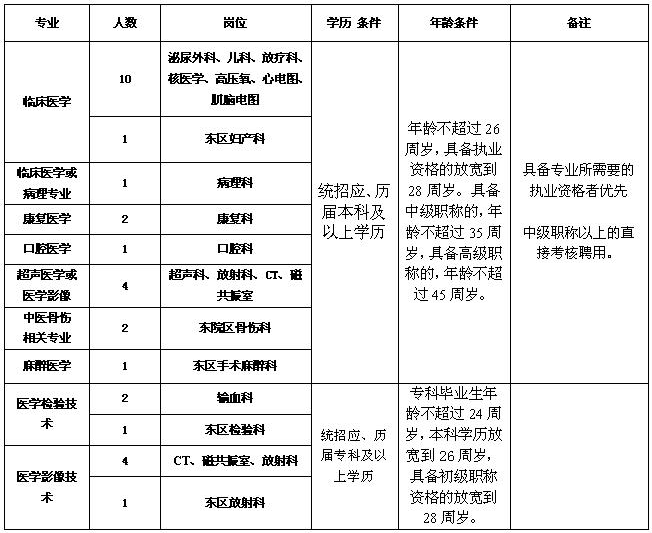 专业 人数 岗位 学历 条件 年龄条件 备注
临床医学
10
泌尿外科、儿科、放疗科、
核医学、高压氧、心电图、
肌脑电图
1 东区妇产科
临床医学或
病理专业
1 病理科
康复医学 2 康复科
口腔医学 1 口腔科
超声医学或
医学影像
4
超声科、放射科、CT、磁
共振室
中医骨伤
相关专业
2 东院区骨伤科
麻醉医学 1 东区手术麻醉科
统招应、历
届本科及
以上学历
年龄不超过 26
周岁，具备执业
资格的放宽到
28 周岁。具备
中级职称的，年
龄不超过 35 周
岁，具备高级职
称的，年龄不超
过 45 周岁。
具备专业所需要的
执业资格者优先
中级职称以上的直
接考核聘用。
医学检验技
术
2 输血科
1 东区检验科
医学影像技
术
4 CT、磁共振室、放射科
1 东区放射科
统招应、历
届专科及以
上学历
专科毕业生年
龄不超过 24 周
岁，本科学历放
宽到 26 周岁，
具备初级职称
资格的放宽到
28 周岁。